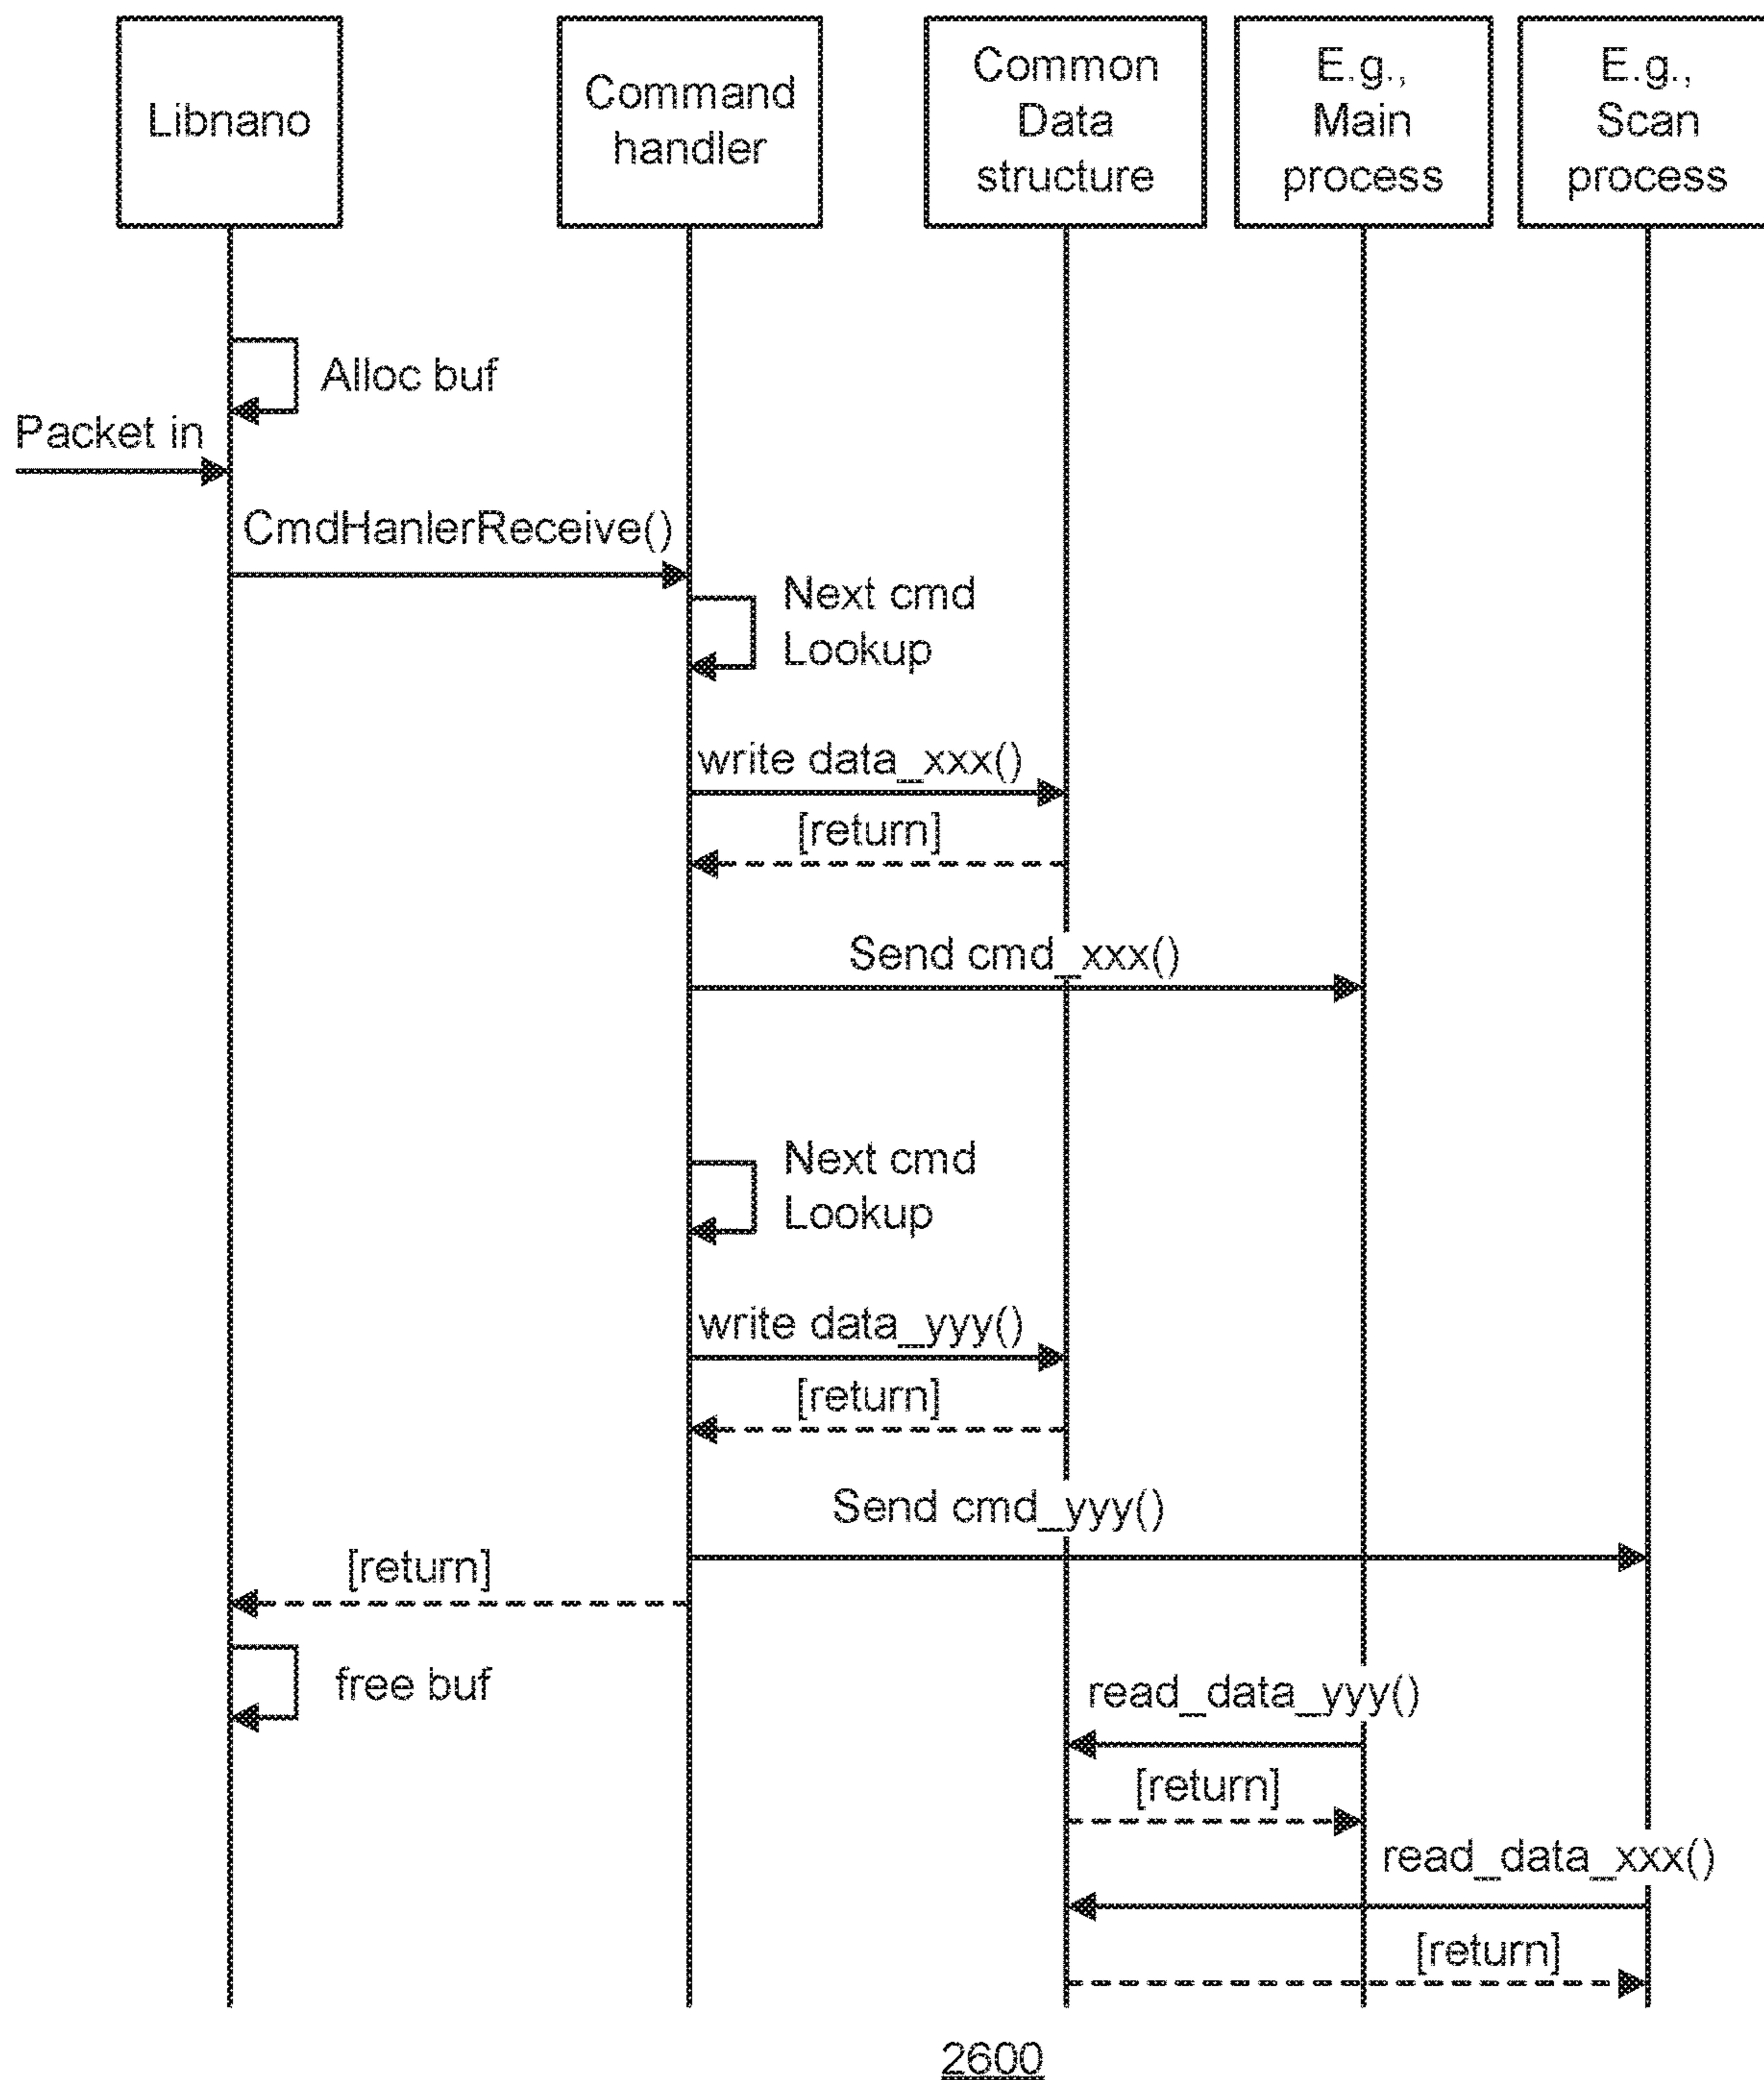 Libnano
Command
handler
Common
Data
structure
E.g.,
Main
process
E.g.,
Scan
process
Alloc buf
Packet in
CmdHanlerReceive()
Next cmd
Lookup
write data_xxx()
[return]
Send cmd_xxx()
Next cmd
Lookup
write data_yyy()
[return]
Send cmd_yyy()
[return]
free buf
read_data_yyy()
[return]
read_data_xxx()
[return]
2600